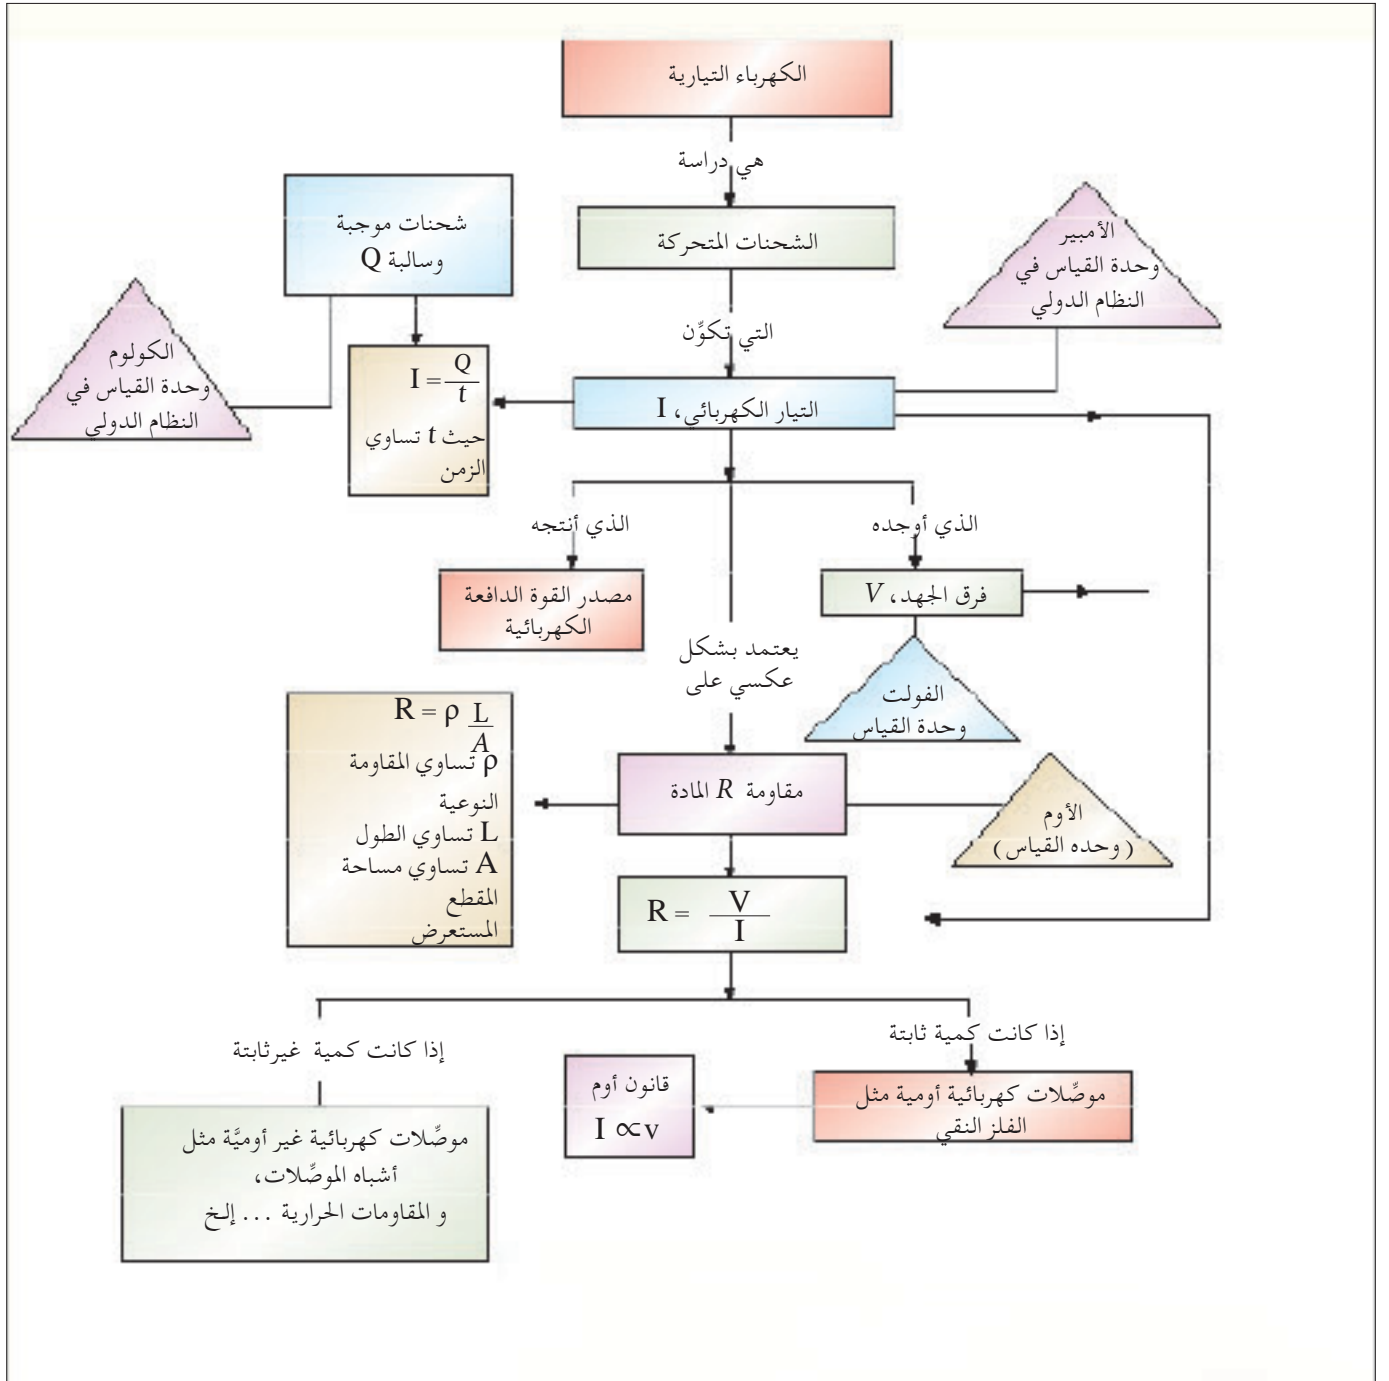 الكهرباء التيارية
هي دراسة
الشحنات المتحركة
شحنات موجبة
وسالبة Q
الأمبير
وحدة القياس في
النظام الدولي
الكولوم
وحدة القياس في
النظام الدولي
التي تكوِّن
التيار الكهربائي، I
I = Q/t
حيث t تساوي
الزمن
الذي أوجده
الذي أنتجه
فرق الجهد، V
مصدر القوة الدافعة
الكهربائية
يعتمد بشكل
عكسي على
الفولت
وحدة القياس
R = ρ L/A
ρ تساوي المقاومة
النوعية
L تساوي الطول
A تساوي مساحة
المقطع
المستعرض
مقاومة R المادة
الأوم
( وحده القياس )
R = V/I
إذا كانت كمية ثابتة
إذا كانت كمية غيرثابتة
موصِّلات كهربائية أومية مثل
الفلز النقي
قانون أوم
I ∝ v
موصِّلات كهربائية غير أوميَّة مثل
أشباه الموصِّلات،
و المقاومات الحرارية ... إلخ